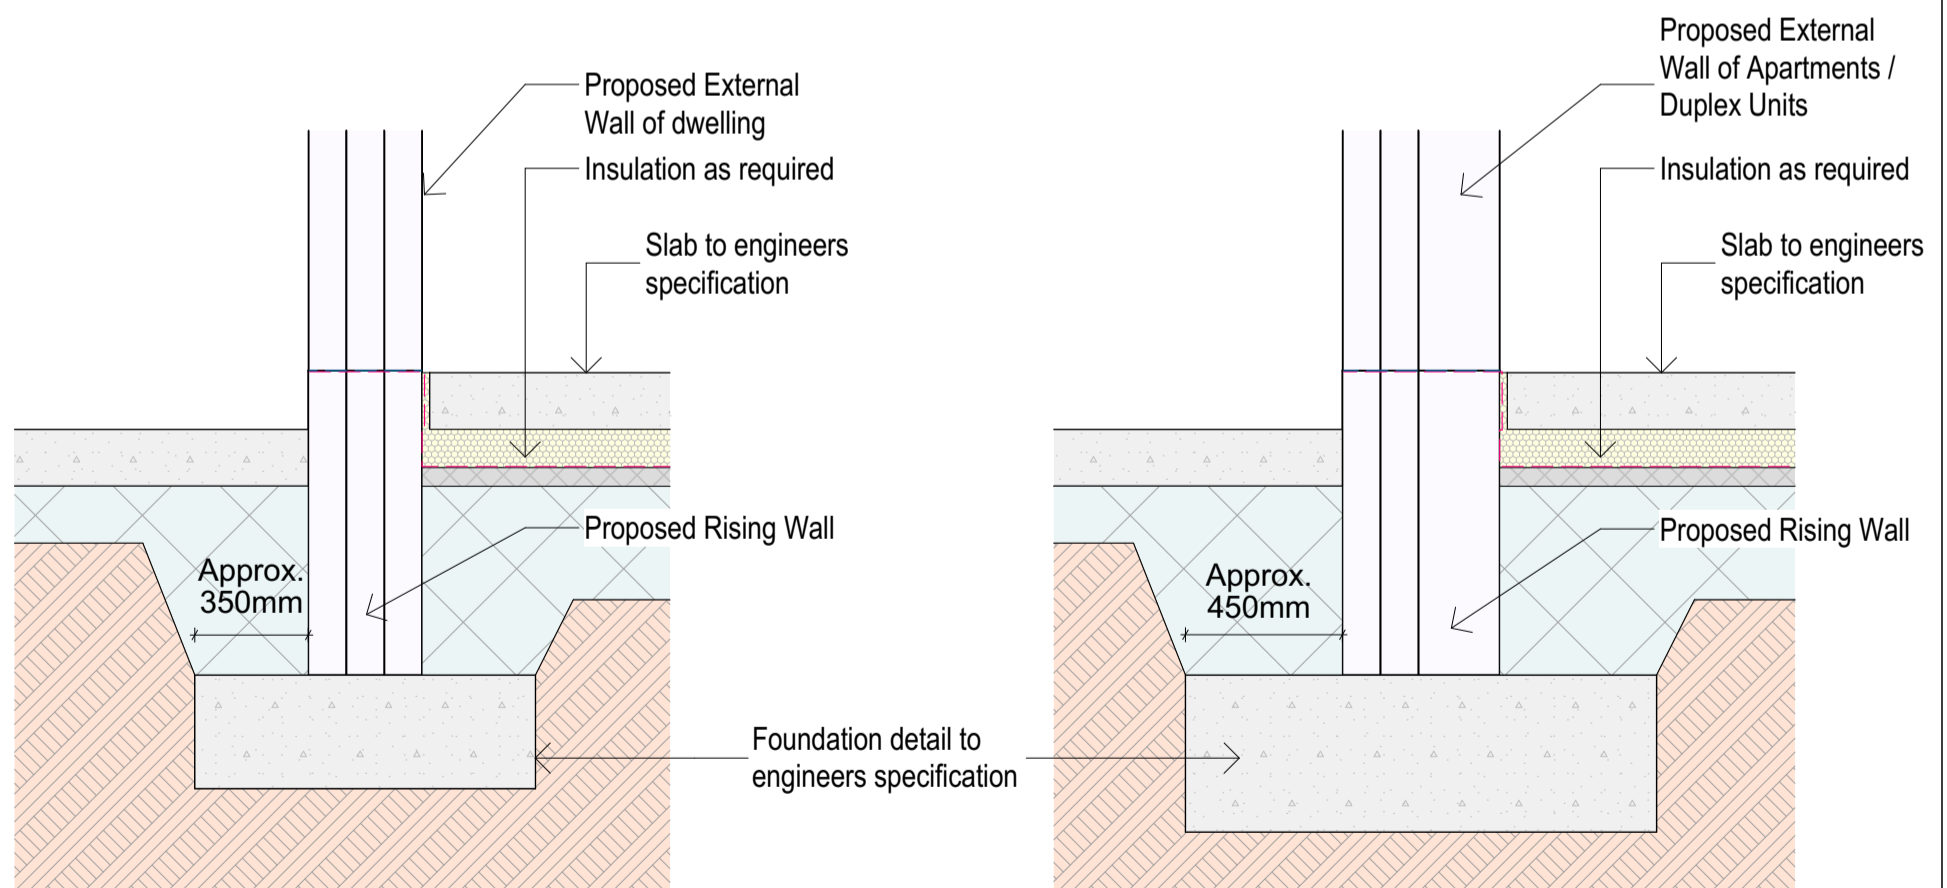 Proposed External
Wall of dwelling
Insulation as required
Slab to engineers
specification
Proposed Rising Wall
Approx.
350mm
Foundation detail to
engineers specification
Proposed External
Wall of Apartments /
Duplex Units
Insulation as required
Slab to engineers
specification
Proposed Rising Wall
Approx.
450mm